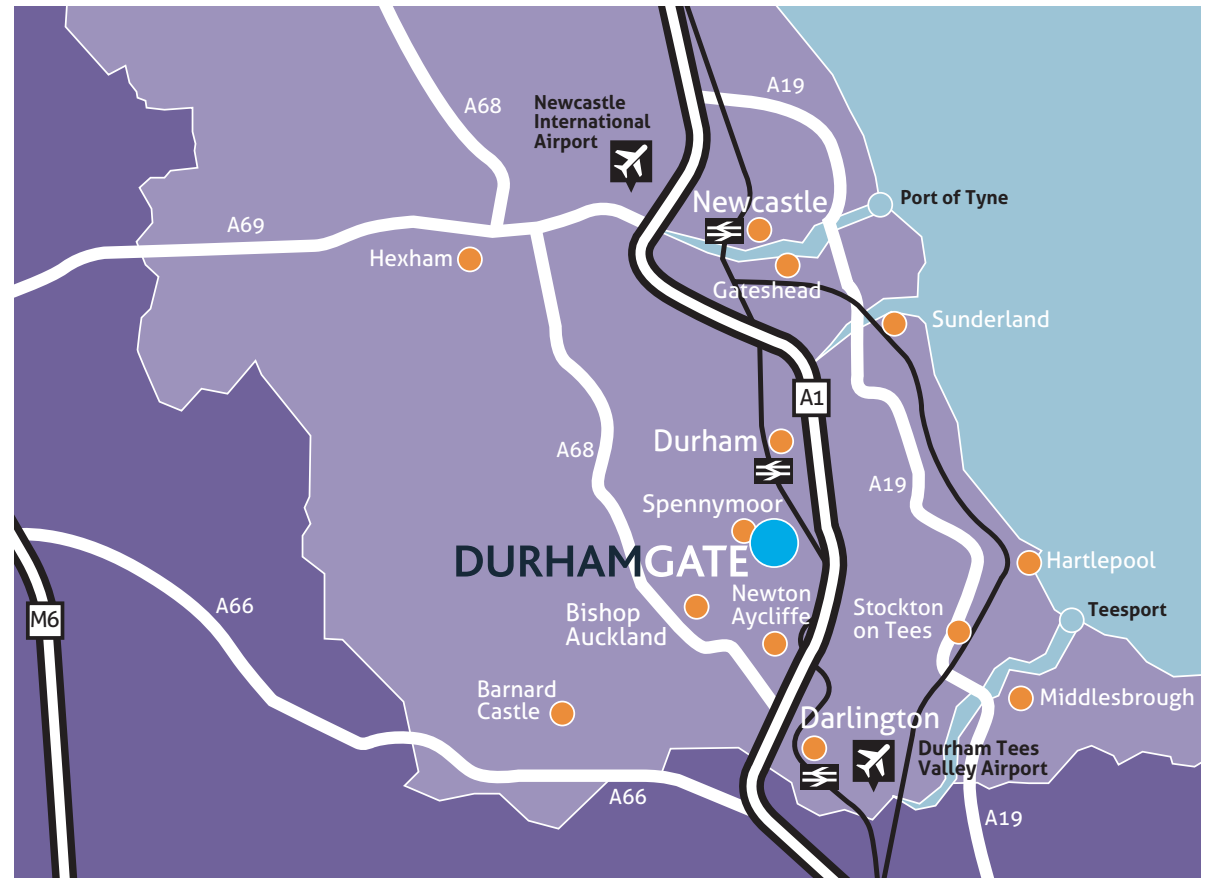 A19
A68
Newcastle
International
Airport
Newcastle
Port of Tyne
A69
Hexham
Gateshead
Sunderland
A1
Durham
A68
A19
Spennymoor
DURHAMGATE
Hartlepool
Newton
Aycliffe
Bishop
Auckland
Stockton
on Tees
Teesport
A66
M6
Barnard
Castle
Middlesbrough
Darlington
Durham Tees
Valley Airport
A66
A19